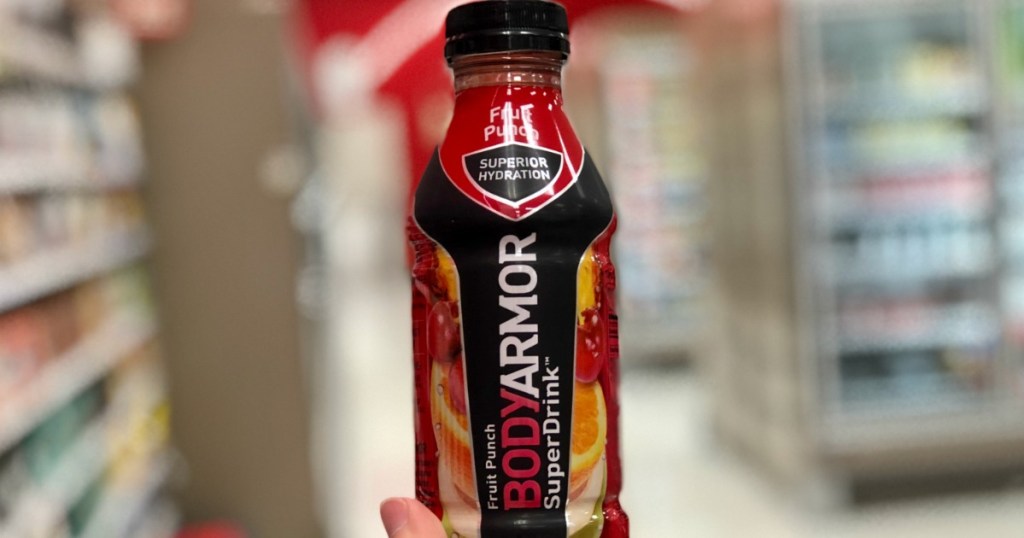 Fruit
Punch
SUPERIOR
HYDRATION
Fruit Punch
BODYARMOR
SuperDrink™